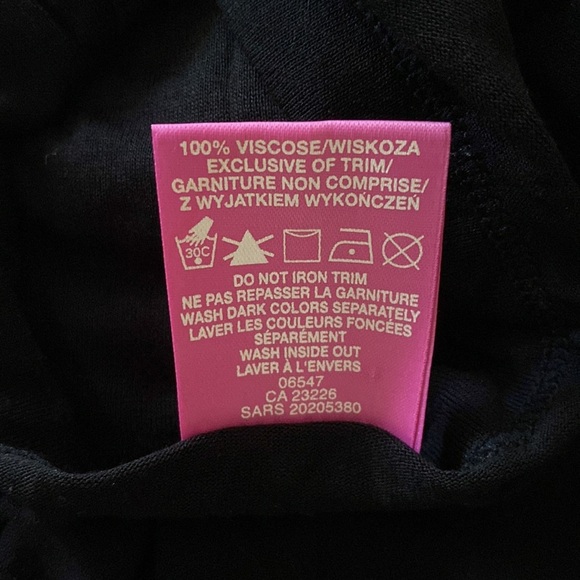 100% VISCOSE/WISKOZA
EXCLUSIVE OF TRIM/
GARNITURE NON COMPRISE/
Z WYJATKIEM WYKOŃCZEŃ
30C
DO NOT IRON TRIM
NE PAS REPASSER LA GARNITURE
WASH DARK COLORS SEPARATELY
LAVER LES COULEURS FONCÉES
SÉPARÉMENT
WASH INSIDE OUT
LAVER À L'ENVERS
06547
CA 23226
SARS 20205380